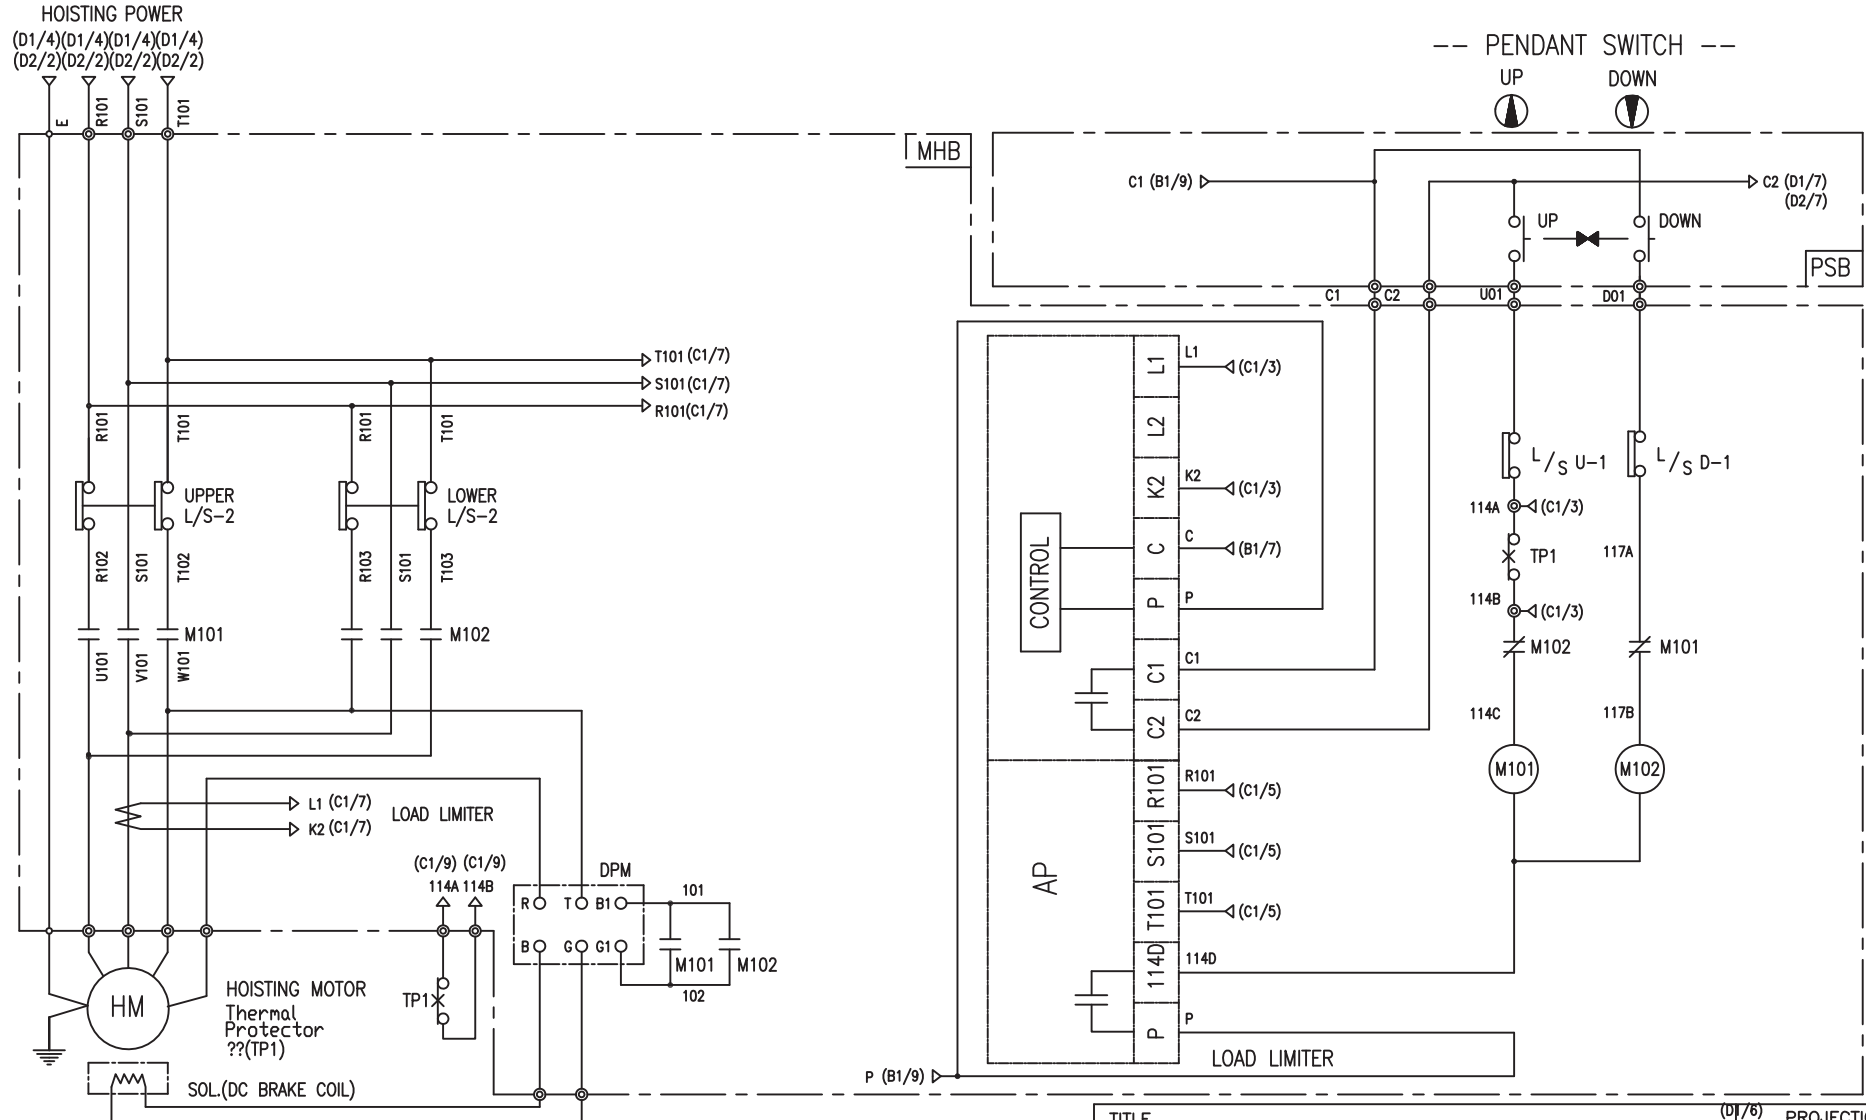 HOISTING POWER
(D1/4)(D1/4)(D1/4)(D1/4)
(D2/2)(D2/2)(D2/2)(D2/2)
E
R101
S101
T101
MHB
-- PENDANT SWITCH --
UP
DOWN
C1 (B1/9)
C2 (D1/7)
(D2/7)
UP
DOWN
PSB
C1
C2
U01
D01
T101 (C1/7)
S101(C1/7)
R101(C1/7)
R101
T101
R101
T101
UPPER
L/S-2
LOWER
L/S-2
R102
S101
T102
R103
S101
T103
M101
M102
U101
V101
W101
L1 (C1/7)
K2 (C1/7)
LOAD LIMITER
(C1/9) (C1/9)
114A 114B
DPM
R
T
B1
B
G
G1
101
M101
M102
102
TP1
HM
HOISTING MOTOR
Thermal
Protector
??(TP1)
SOL.(DC BRAKE COIL)
CONTROL
AP
L1
L1
(C1/3)
L2
K2
K2
(C1/3)
C
C
(B1/7)
P
P
C1
C1
C2
C2
R101
R101
(C1/5)
S101
S101
(C1/5)
T101
T101
(C1/5)
114D
114D
P
P
LOAD LIMITER
P (B1/9)
L/S U-1
L/S D-1
114A
(C1/3)
TP1
117A
114B
(C1/3)
M102
M101
114C
117B
M101
M102
TITLE
(D1/6)